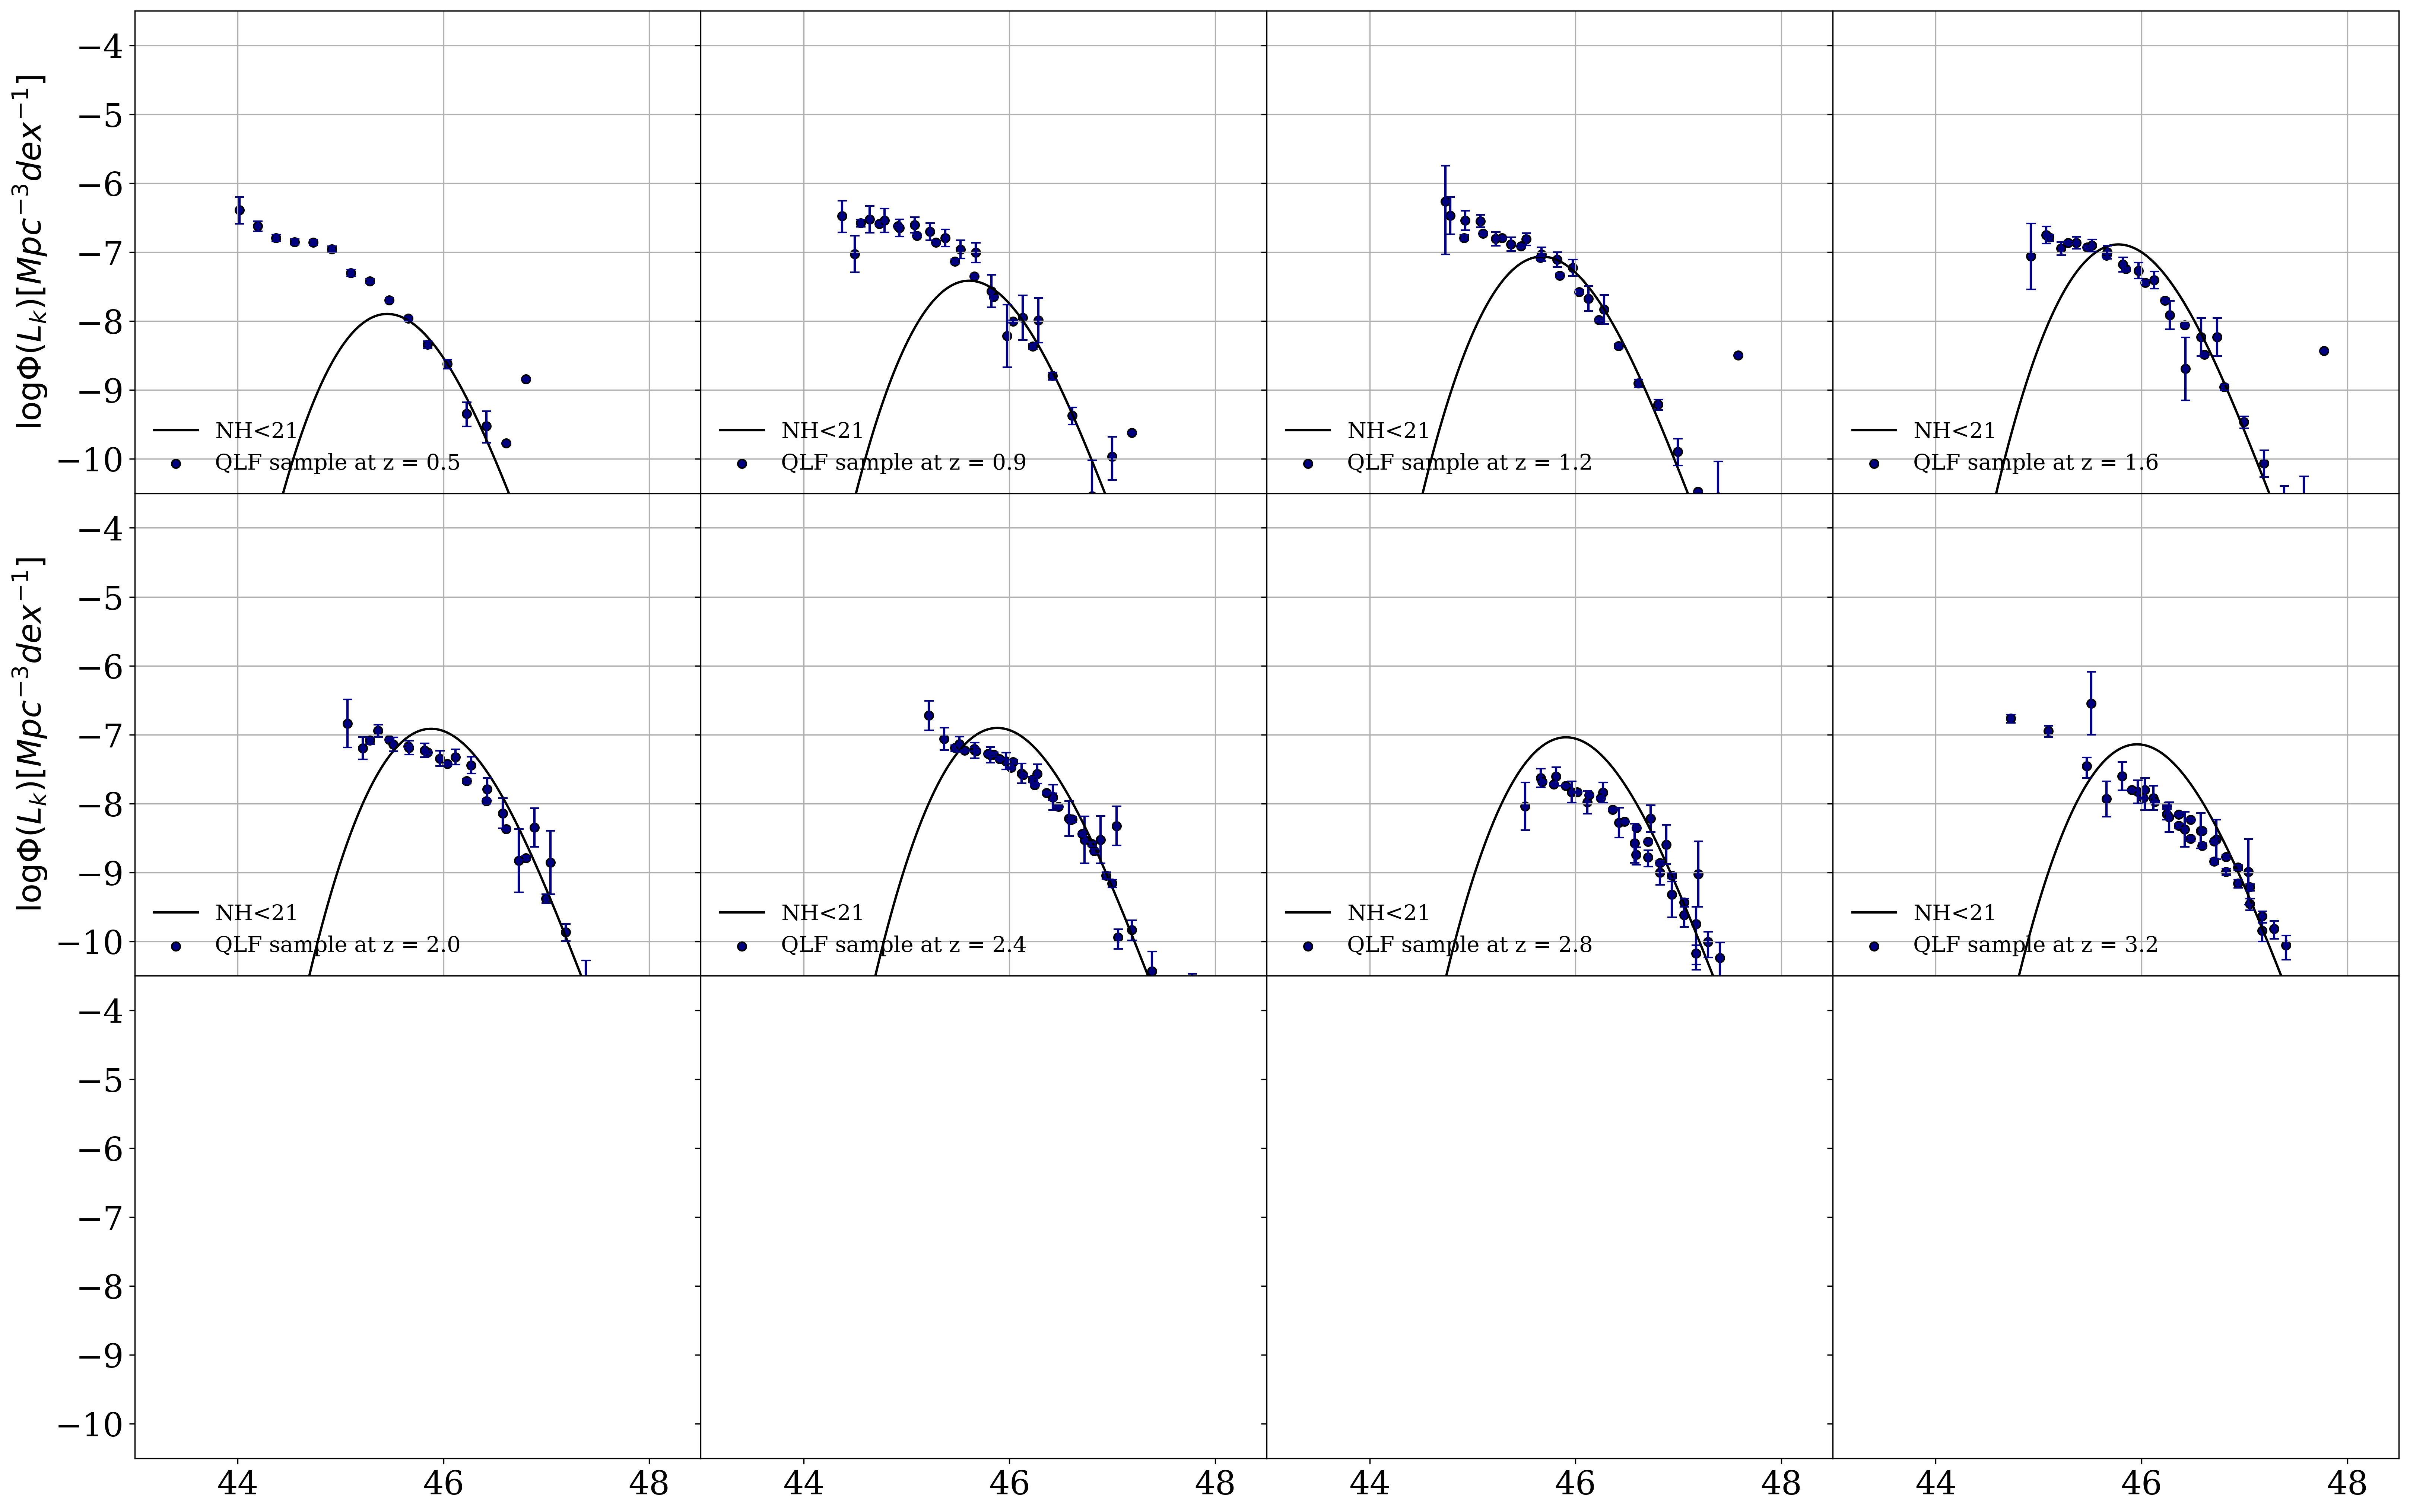 logΦ(L_k)[Mpc^{-3}dex^{-1}]
−4
−5
−6
−7
−8
−9
−10
NH<21
QLF sample at z = 0.5
NH<21
QLF sample at z = 0.9
NH<21
QLF sample at z = 1.2
NH<21
QLF sample at z = 1.6
logΦ(L_k)[Mpc^{-3}dex^{-1}]
−4
−5
−6
−7
−8
−9
−10
NH<21
QLF sample at z = 2.0
NH<21
QLF sample at z = 2.4
NH<21
QLF sample at z = 2.8
NH<21
QLF sample at z = 3.2
−4
−5
−6
−7
−8
−9
−10
44 46 48 44 46 48 44 46 48 44 46 48